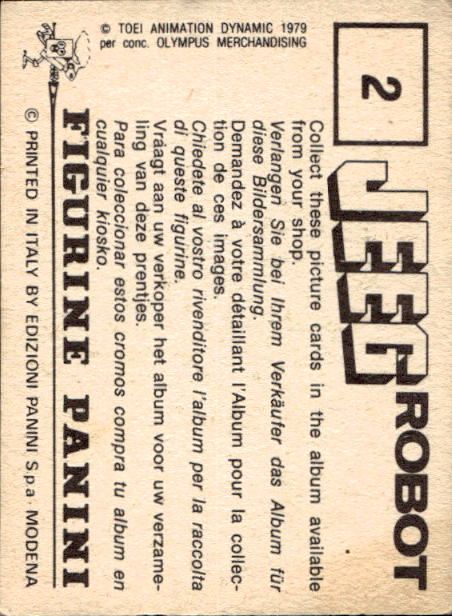 2
JEEG ROBOT
Collect these picture cards in the album available
from your shop.
Verlangen Sie bei Ihrem Verkäufer das Album für
diese Bildersammlung.
Demandez à votre détaillant l'Album pour la collec-
tion de ces images.
Chiedete al vostro rivenditore l'album per la raccolta
di queste figurine.
Vráagt aan uw verkoper het album voor uw verzame-
ling van deze prentjes.
Para coleccionar estos cromos compra tu album en
cualquier kiosko.
FIGURINE PANINI
© PRINTED IN ITALY BY EDIZIONI PANINI S.p.a - MODENA
© TOEI ANIMATION DYNAMIC 1979
per conc. OLYMPUS MERCHANDISING